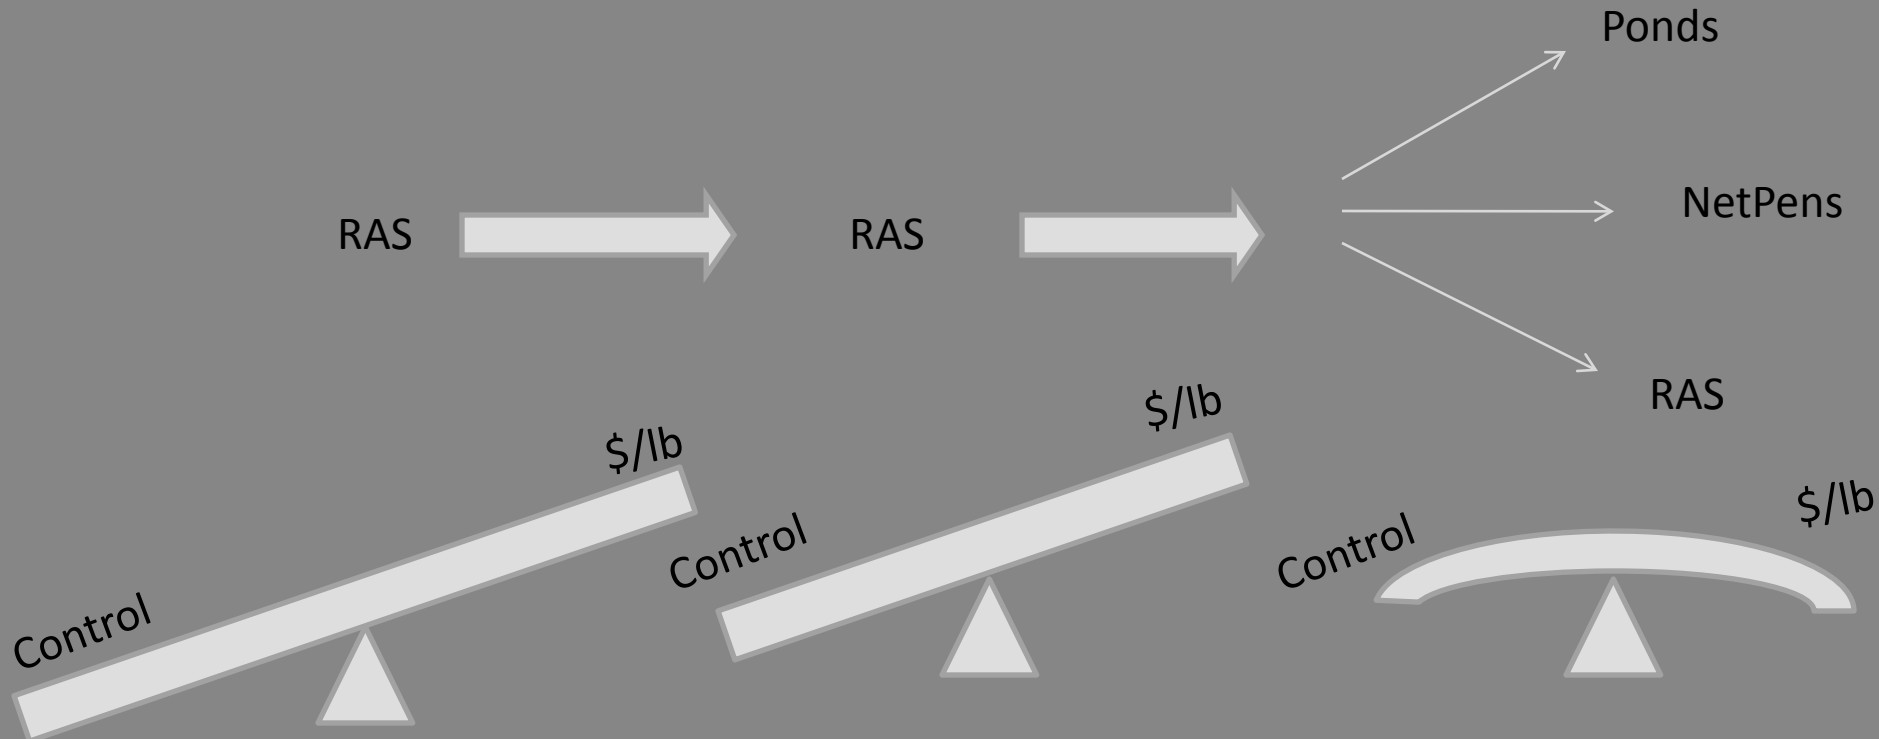 Ponds
NetPens
RAS
RAS
RAS
$/lb
$/lb
$/lb
Control
Control
Control